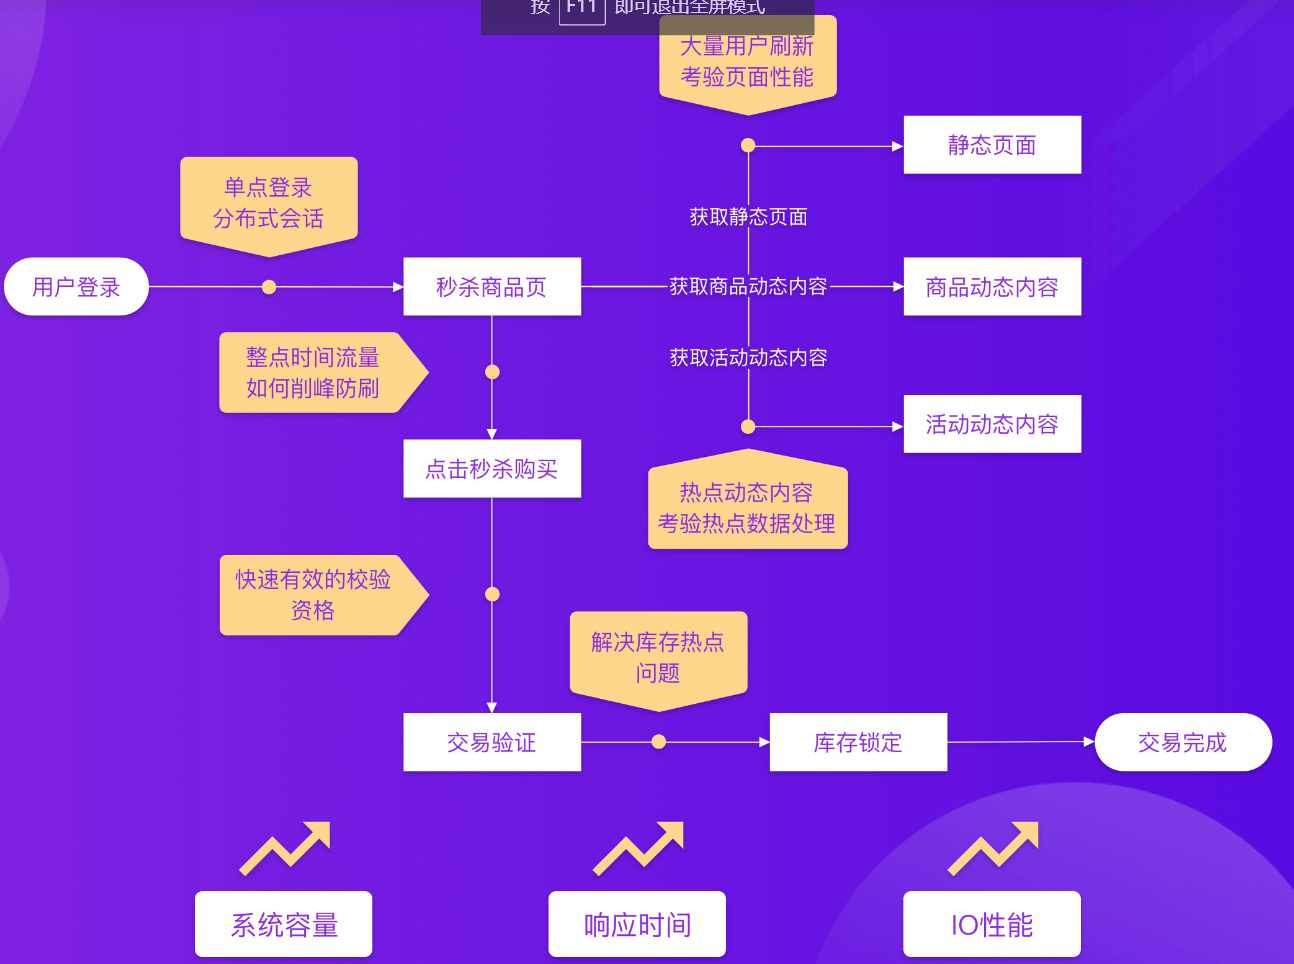 按 F11 即可退出全屏模式
大量用户刷新
考验页面性能
静态页面
单点登录
分布式会话
获取静态页面
用户登录
秒杀商品页
获取商品动态内容
商品动态内容
整点时间流量
如何削峰防刷
获取活动动态内容
活动动态内容
点击秒杀购买
热点动态内容
考验热点数据处理
快速有效的校验
资格
解决库存热点
问题
交易验证
库存锁定
交易完成
系统容量
响应时间
IO性能